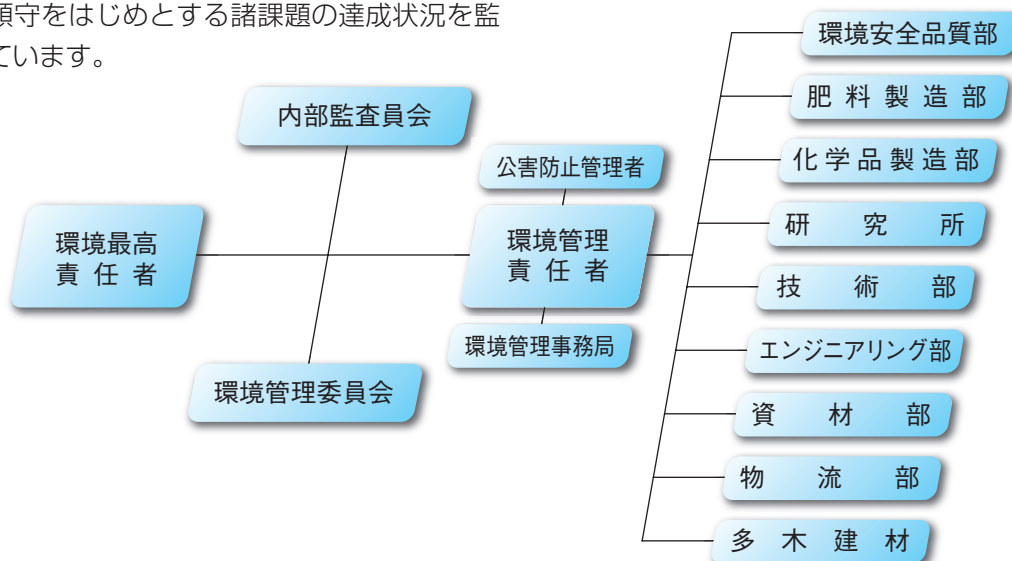 順守をはじめとする諸課題の達成状況を監
ています。
内部監査員会
公害防止管理者
環境最高
責任者
環境管理
責任者
環境管理事務局
環境管理委員会
環境安全品質部
肥料製造部
化学品製造部
研究所
技術部
エンジニアリング部
資材部
物流部
多木建材